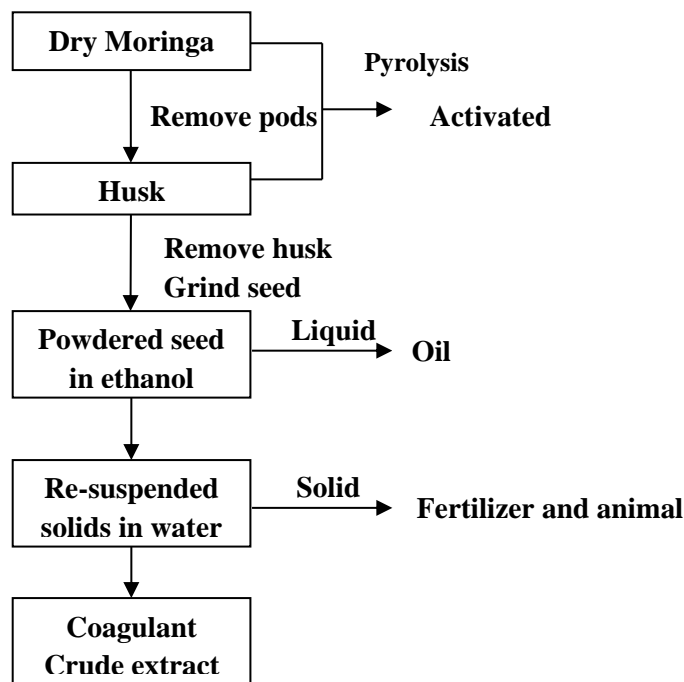 Dry Moringa
Pyrolysis
Remove pods
Activated
Husk
Remove husk
Grind seed
Powdered seed
in ethanol
Liquid
Oil
Re-suspended
solids in water
Solid
Fertilizer and animal
Coagulant
Crude extract